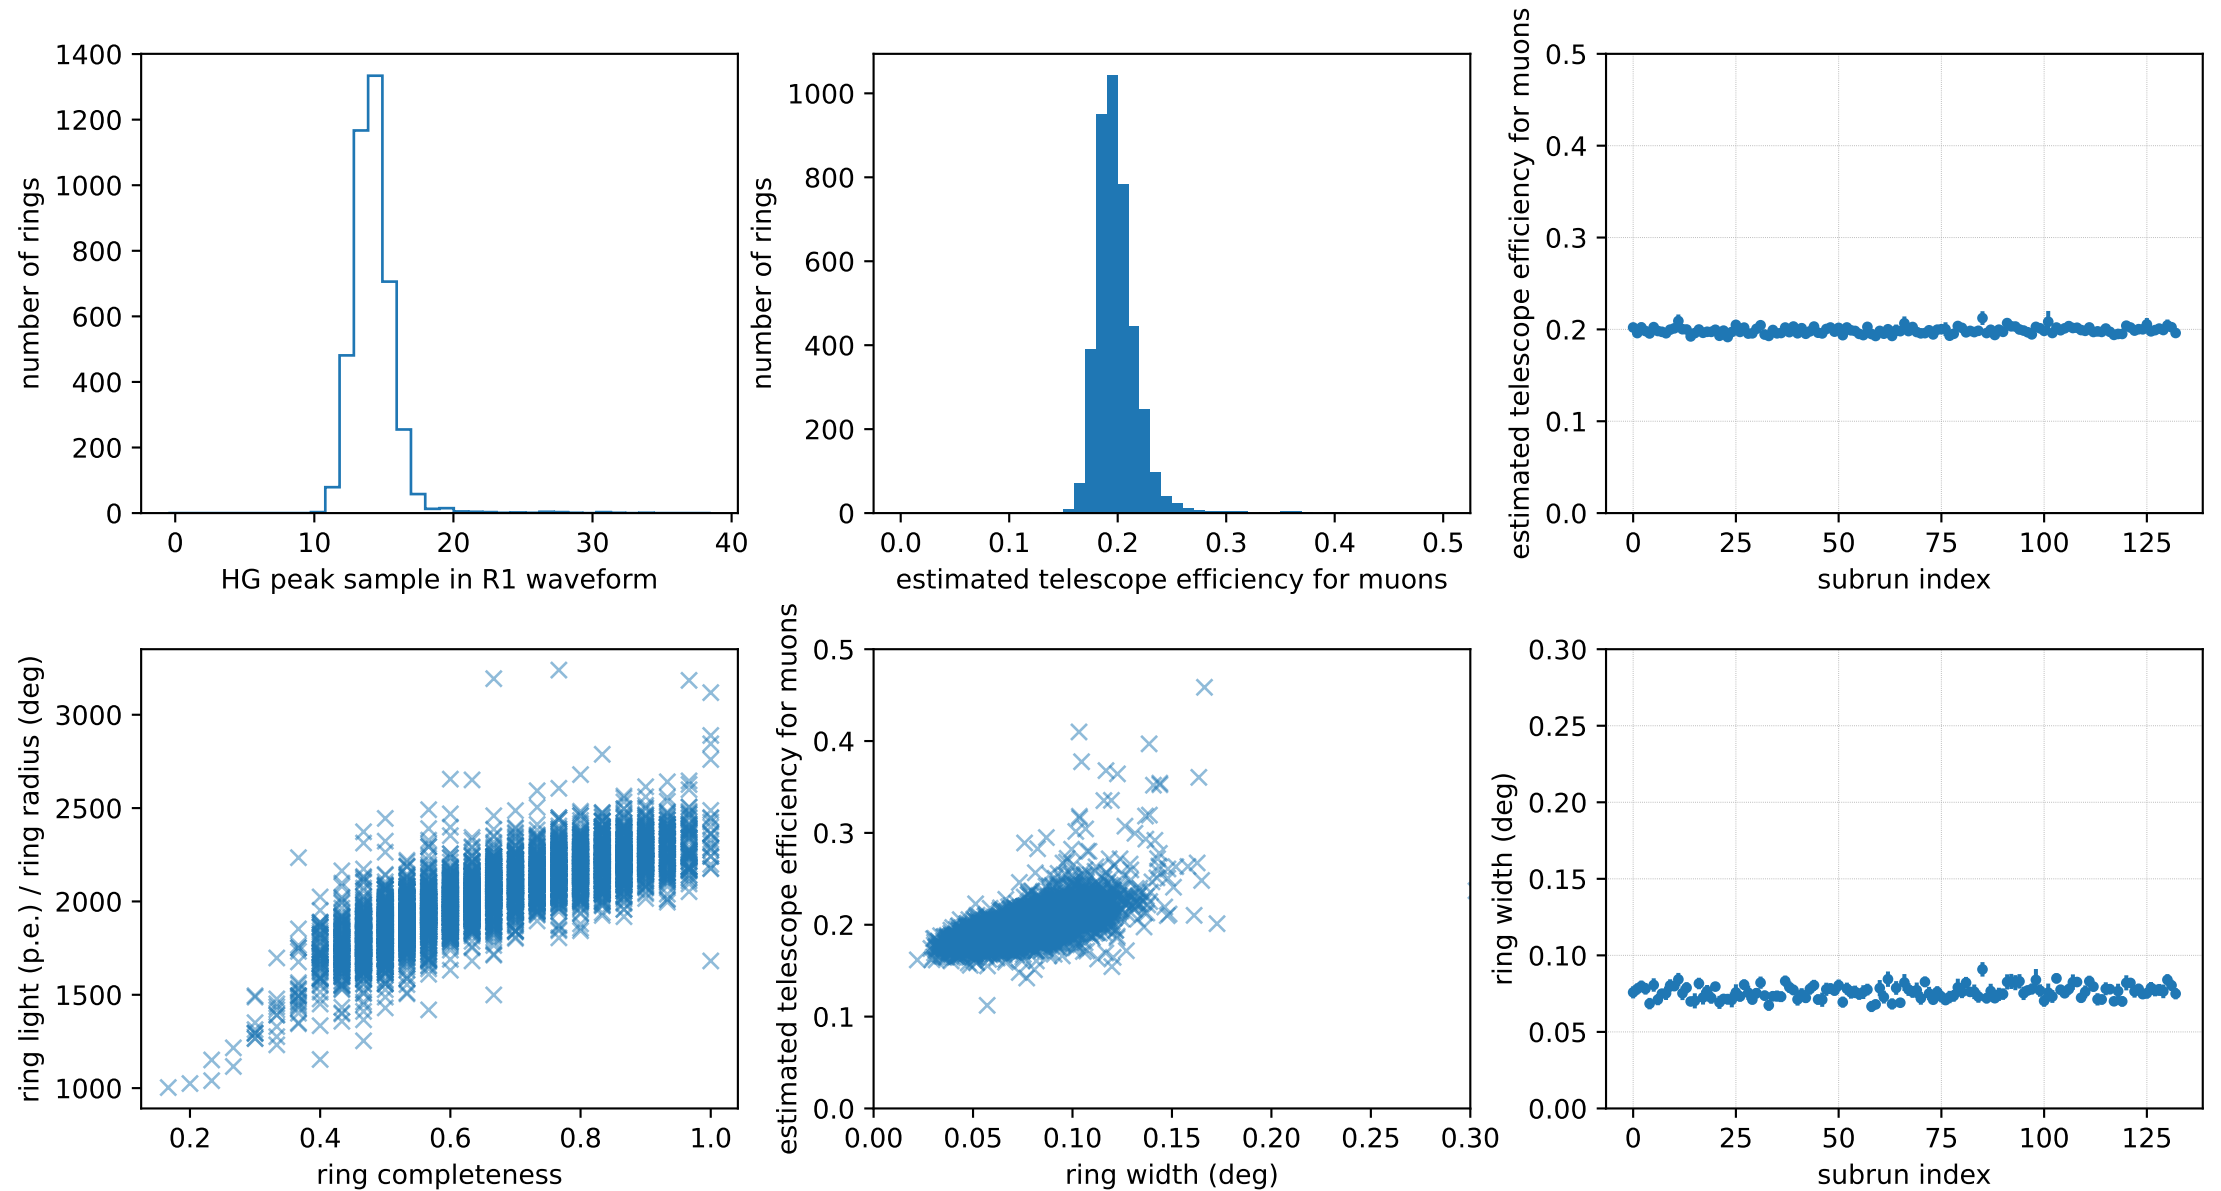 1400
1200
1000
800
600
400
200
0
number of rings
0 10 20 30 40
HG peak sample in R1 waveform
1000
800
600
400
200
0
number of rings
0.0 0.1 0.2 0.3 0.4 0.5
estimated telescope efficiency for muons
0.5
0.4
0.3
0.2
0.1
0.0
estimated telescope efficiency for muons
0 25 50 75 100 125
subrun index
3000
2500
2000
1500
1000
ring light (p.e.) / ring radius (deg)
0.2 0.4 0.6 0.8 1.0
ring completeness
0.5
0.4
0.3
0.2
0.1
0.0
estimated telescope efficiency for muons
0.00 0.05 0.10 0.15 0.20 0.25 0.30
ring width (deg)
0.30
0.25
0.20
0.15
0.10
0.05
0.00
ring width (deg)
0 25 50 75 100 125
subrun index